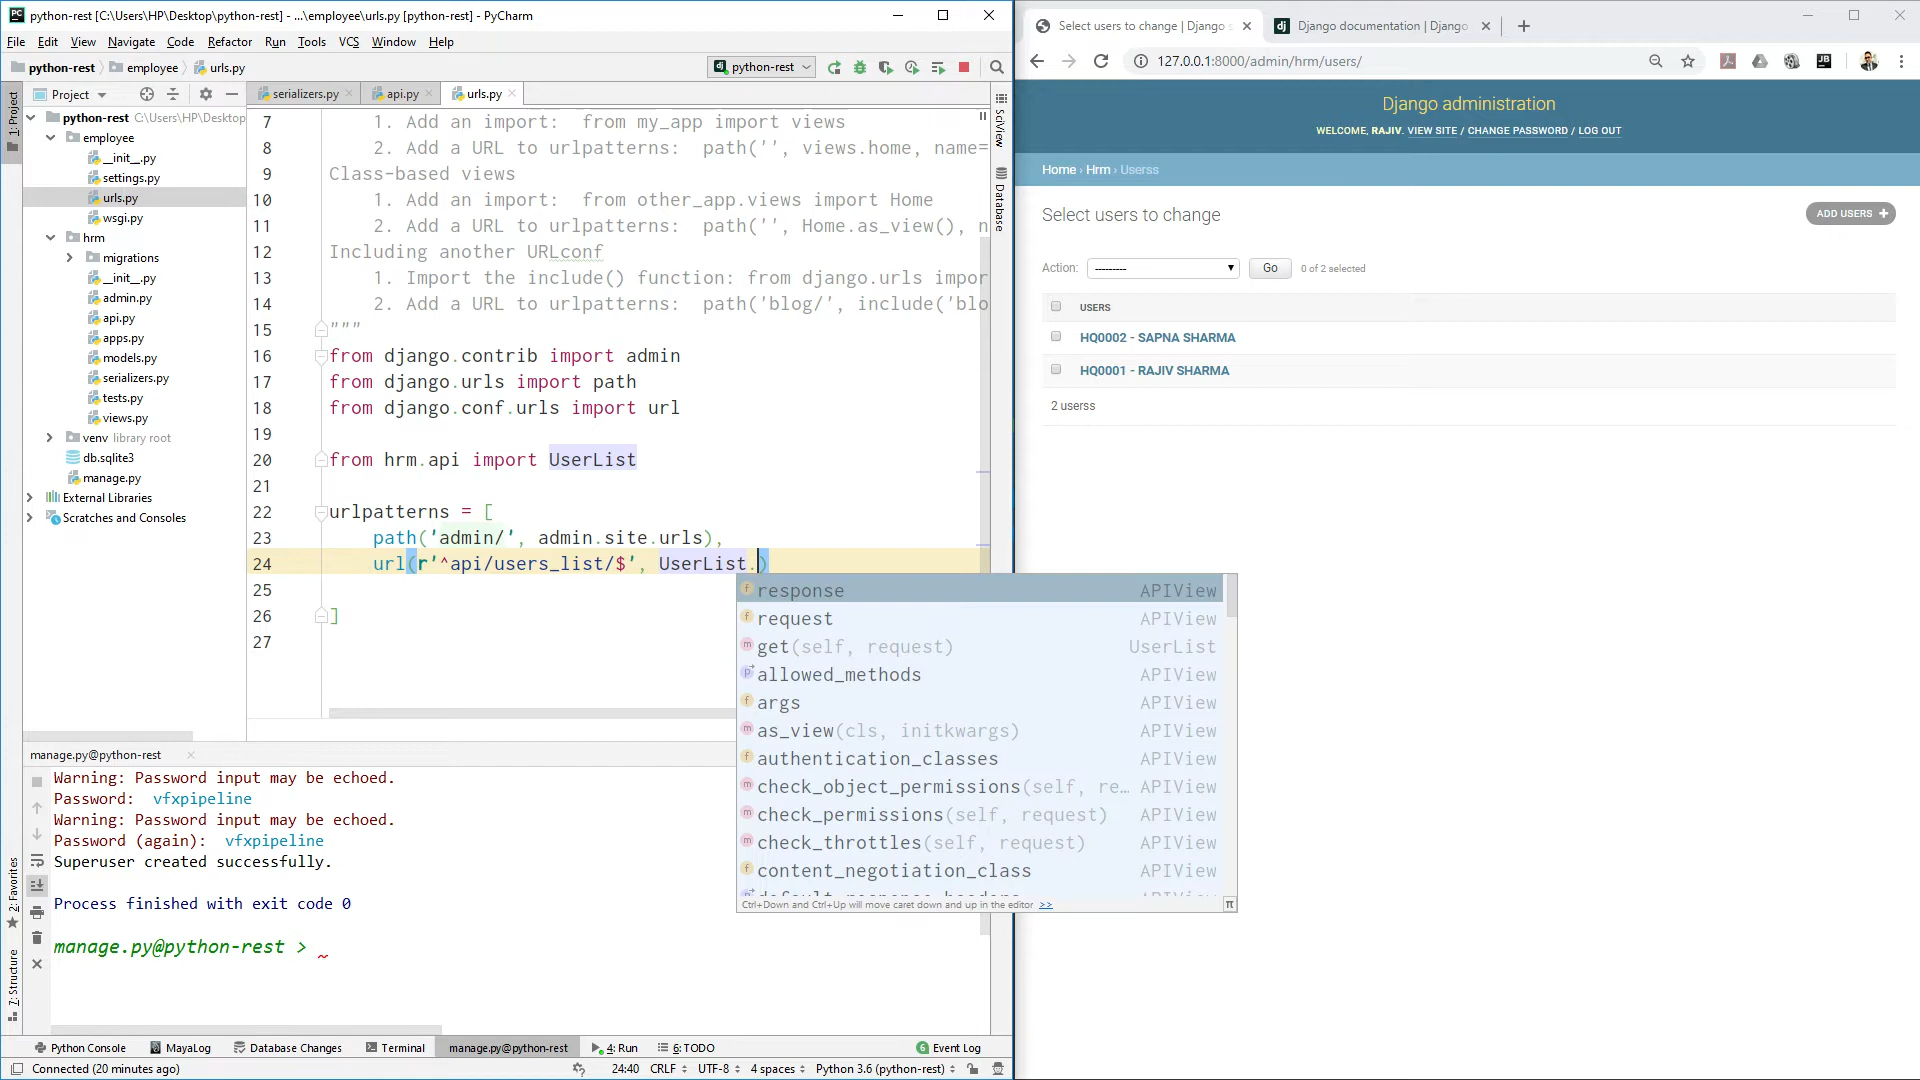 python-rest [C:\Users\HP\Desktop\python-rest] - ...\employee\urls.py [python-rest] - PyCharm
File Edit View Navigate Code Refactor Run Tools VCS Window Help
python-rest employee urls.py
python-rest
Project
serializers.py api.py urls.py
1: Project
python-rest C:\Users\HP\Desktop
employee
__init__.py
settings.py
urls.py
wsgi.py
hrm
migrations
__init__.py
admin.py
api.py
apps.py
models.py
serializers.py
tests.py
views.py
venv library root
db.sqlite3
manage.py
External Libraries
Scratches and Consoles
7 1. Add an import: from my_app import views
8 2. Add a URL to urlpatterns: path('', views.home, name=
9 Class-based views
10 1. Add an import: from other_app.views import Home
11 2. Add a URL to urlpatterns: path('', Home.as_view(), n
12 Including another URLconf
13 1. Import the include() function: from django.urls impor
14 2. Add a URL to urlpatterns: path('blog/', include('blo
15 """
16 from django.contrib import admin
17 from django.urls import path
18 from django.conf.urls import url
19
20 from hrm.api import UserList
21
22 urlpatterns = [
23 path('admin/', admin.site.urls),
24 url(r'^api/users_list/$', UserList.)
25
26 ]
27
SciView
Database
response APIView
request APIView
get(self, request) UserList
allowed_methods APIView
args APIView
as_view(cls, initkwargs) APIView
authentication_classes APIView
check_object_permissions(self, re… APIView
check_permissions(self, request) APIView
check_throttles(self, request) APIView
content_negotiation_class APIView
default_response_headers APIView
Ctrl+Down and Ctrl+Up will move caret down and up in the editor >> π
manage.py@python-rest
Warning: Password input may be echoed.
Password: vfxpipeline
Warning: Password input may be echoed.
Password (again): vfxpipeline
Superuser created successfully.
Process finished with exit code 0
manage.py@python-rest >
2: Favorites
7: Structure
Python Console MayaLog Database Changes Terminal manage.py@python-rest 4: Run 6: TODO 6 Event Log
Connected (20 minutes ago) 24:40 CRLF UTF-8 4 spaces Python 3.6 (python-rest)
Select users to change | Django s Django documentation | Django
127.0.0.1:8000/admin/hrm/users/
Django administration
WELCOME, RAJIV. VIEW SITE / CHANGE PASSWORD / LOG OUT
Home › Hrm › Userss
Select users to change
ADD USERS +
Action: --------- Go 0 of 2 selected
USERS
HQ0002 - SAPNA SHARMA
HQ0001 - RAJIV SHARMA
2 userss